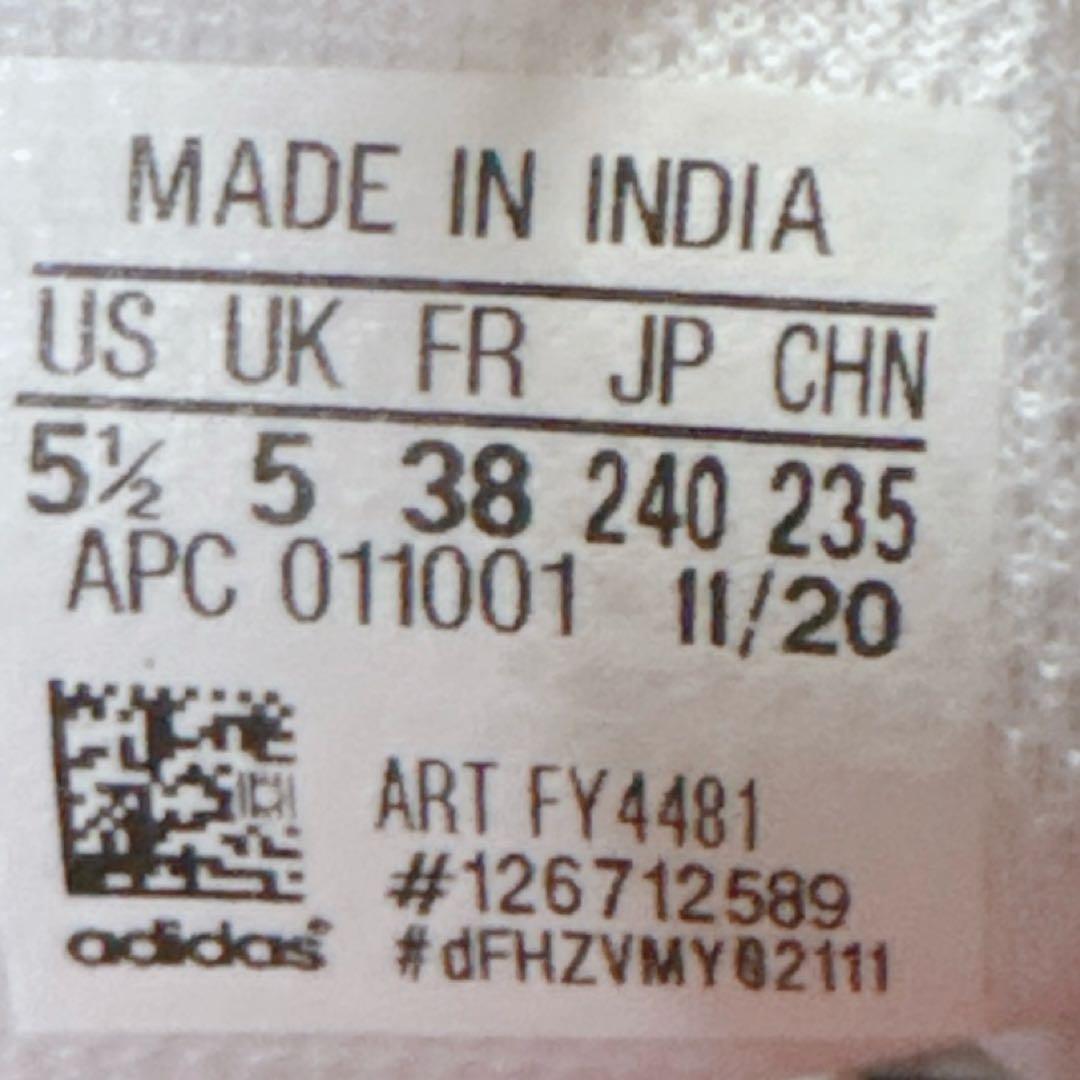 MADE IN INDIA
US UK FR JP CHN
5½ 5 38 240 235
APC 011001 11/20
ART FY4481
#126712589
adidas #dFHZVMY02111